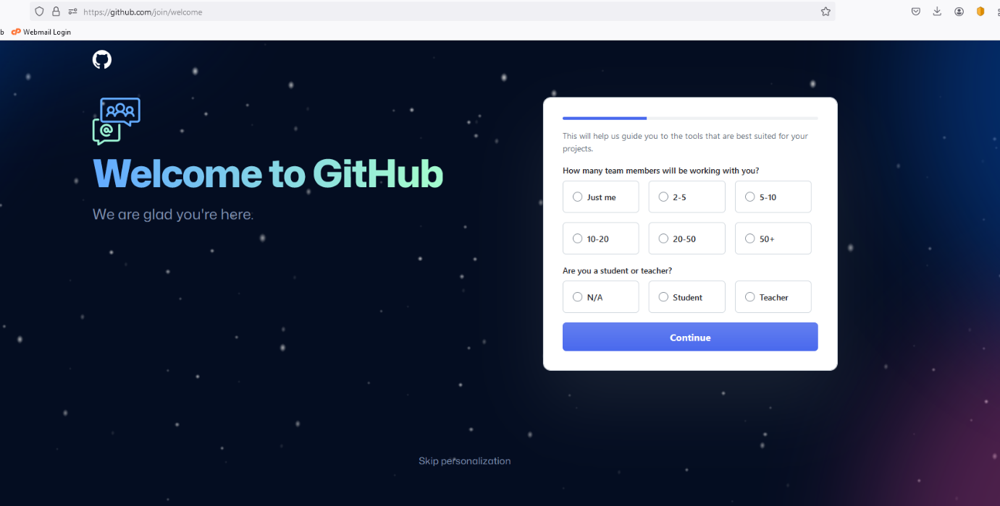 https://github.com/join/welcome
b Webmail Login
Welcome to GitHub
We are glad you're here.
This will help us guide you to the tools that are best suited for your
projects.
How many team members will be working with you?
Just me 2-5 5-10
10-20 20-50 50+
Are you a student or teacher?
N/A Student Teacher
Continue
Skip personalization